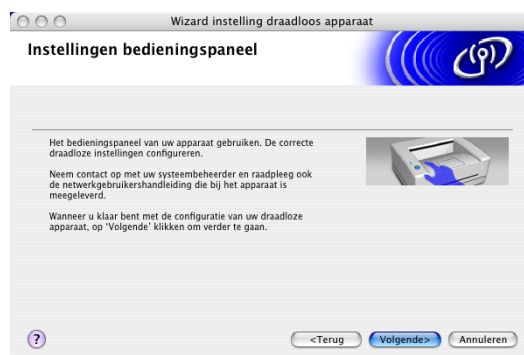 Wizard instelling draadloos apparaat
Instellingen bedieningspaneel
Het bedieningspaneel van uw apparaat gebruiken. De correcte
draadloze instellingen configureren.
Neem contact op met uw systeembeheerder en raadpleeg ook
de netwerkgebruikershandleiding die bij het apparaat is
meegeleverd.
Wanneer u klaar bent met de configuratie van uw draadloze
apparaat, op 'Volgende' klikken om verder te gaan.
?
<Terug
Volgende>
Annuleren